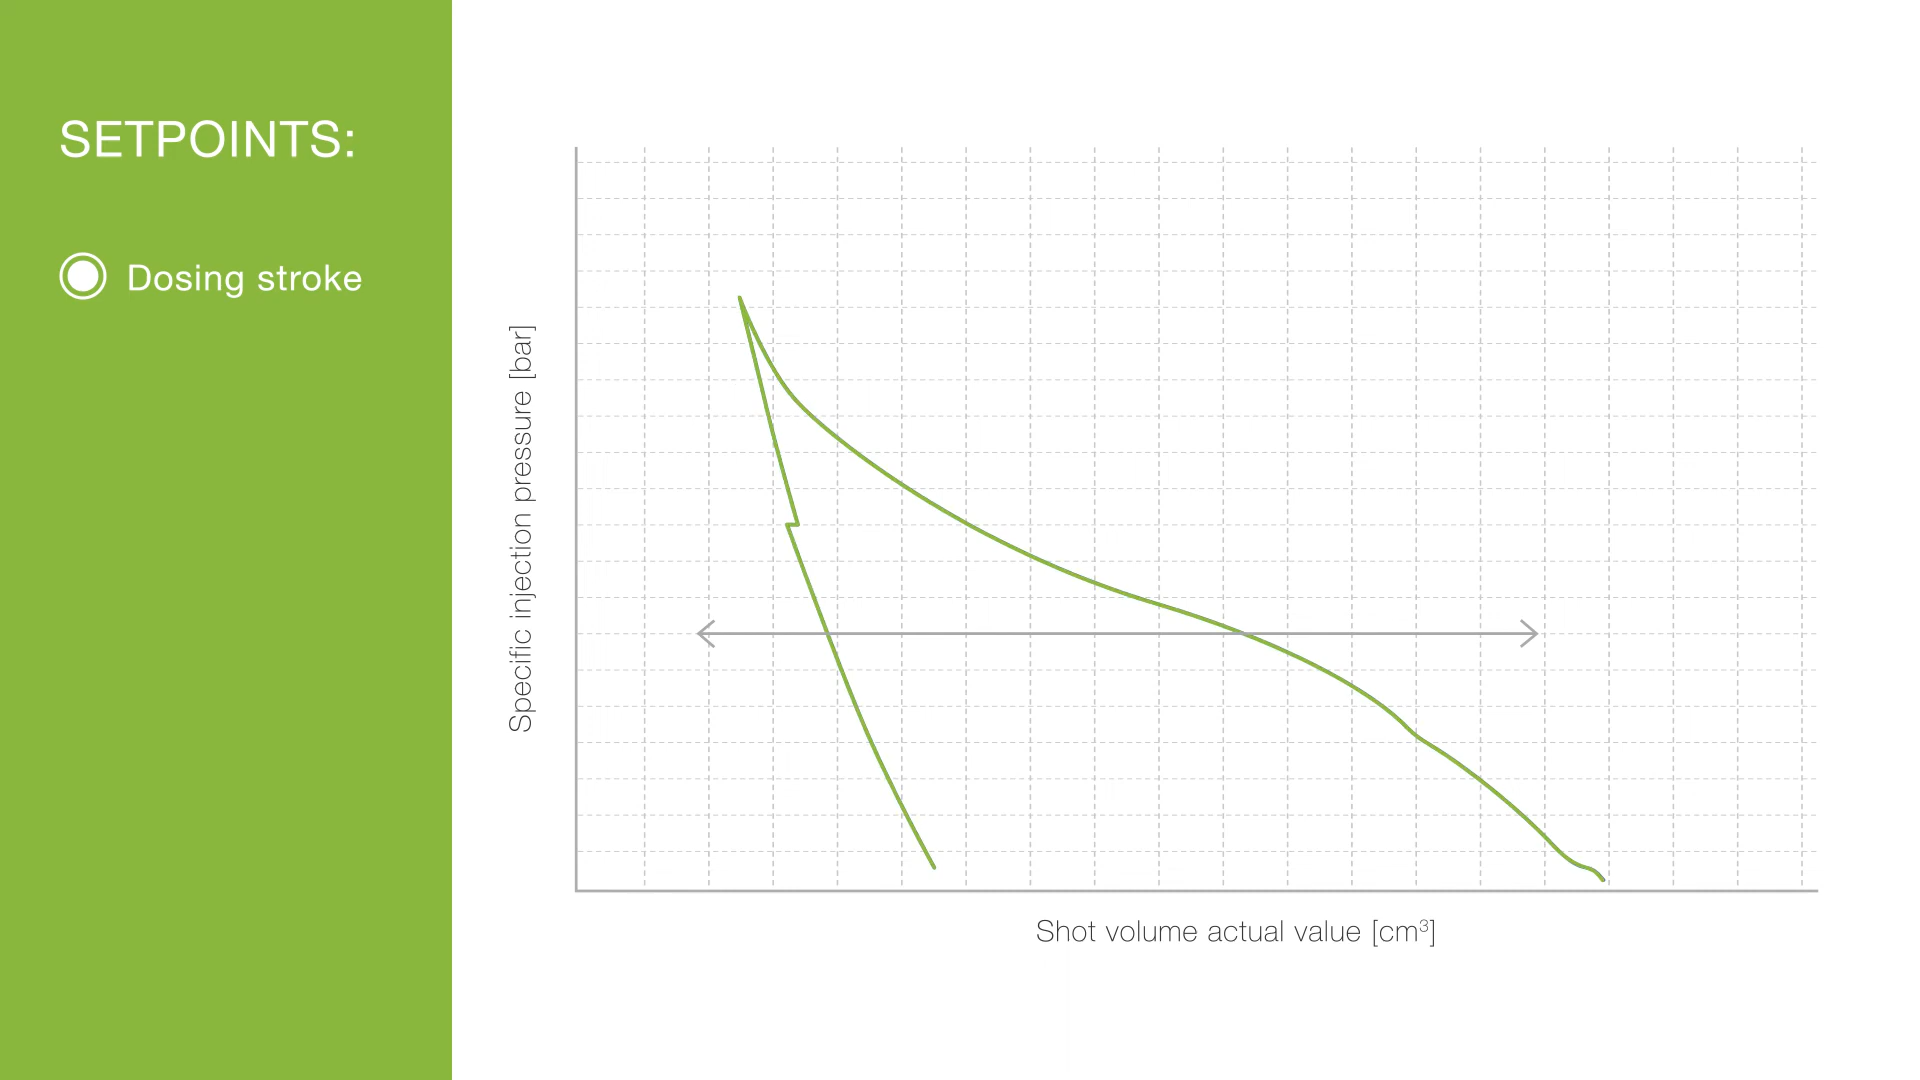 SETPOINTS:
Dosing stroke
Specific injection pressure [bar]
Shot volume actual value [cm³]